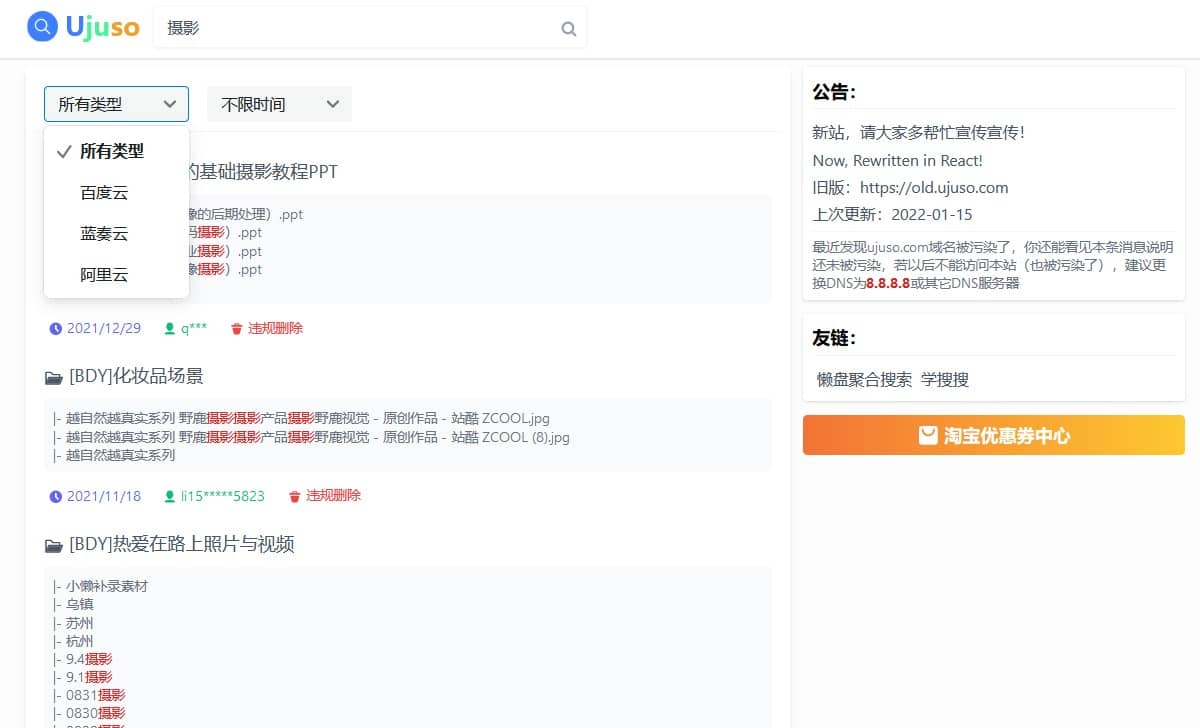 Ujuso
摄影
所有类型
不限时间
所有类型
百度云
蓝奏云
阿里云
的基础摄影教程PPT
像的后期处理）.ppt
摄影）.ppt
业摄影）.ppt
像摄影）.ppt
2021/12/29 q*** 违规删除
[BDY]化妆品场景
|- 越自然越真实系列 野鹿摄影摄影产品摄影野鹿视觉 - 原创作品 - 站酷 ZCOOL.jpg
|- 越自然越真实系列 野鹿摄影摄影产品摄影野鹿视觉 - 原创作品 - 站酷 ZCOOL (8).jpg
|- 越自然越真实系列
2021/11/18 li15*****5823 违规删除
[BDY]热爱在路上照片与视频
|- 小懒补录素材
|- 乌镇
|- 苏州
|- 杭州
|- 9.4摄影
|- 9.1摄影
|- 0831摄影
|- 0830摄影
公告：
新站，请大家多帮忙宣传宣传！
Now, Rewritten in React!
旧版：https://old.ujuso.com
上次更新：2022-01-15
最近发现ujuso.com域名被污染了，你还能看见本条消息说明
还未被污染，若以后不能访问本站（也被污染了），建议更
换DNS为8.8.8.8或其它DNS服务器
友链：
懒盘聚合搜索 学搜搜
淘宝优惠券中心